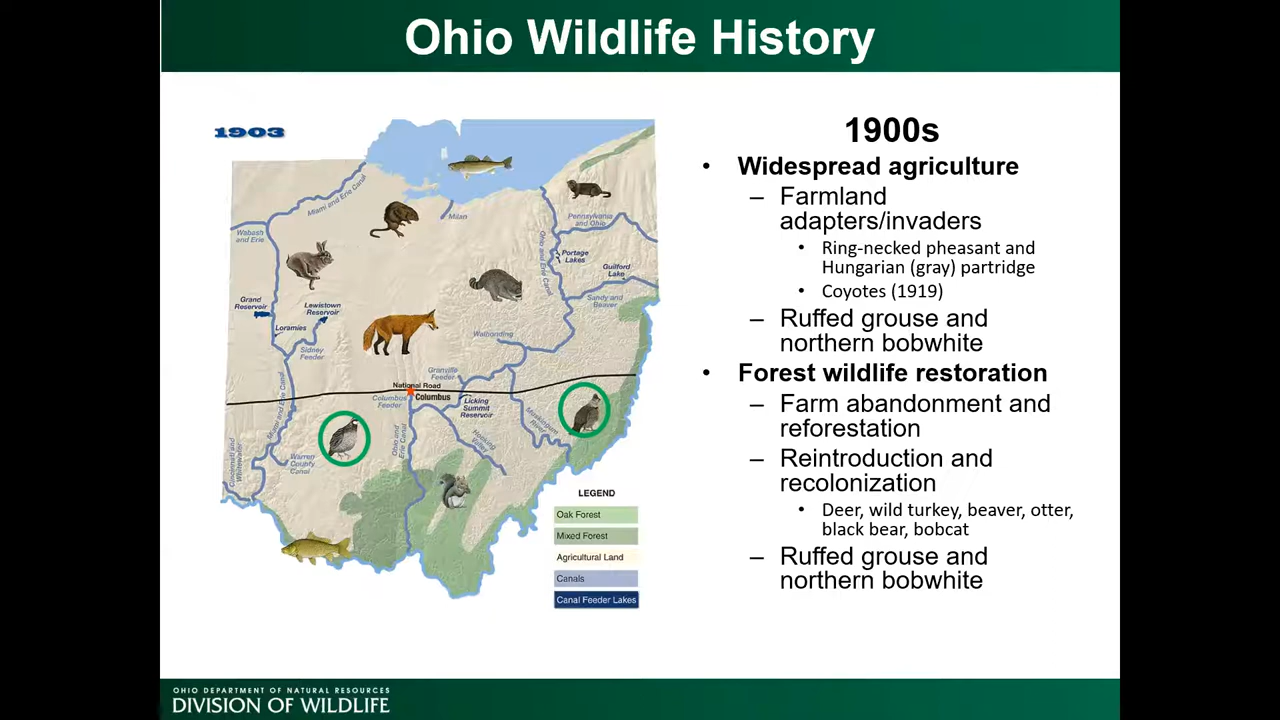 Ohio Wildlife History
1903
Miami and Erie Canal
Milan
Wabash
and Erie
Pennsylvania
and Ohio
Ohio and Erie Canal
Portage
Lakes
Guilford
Lake
Sandy and
Beaver
Grand
Reservoir
Lewistown
Reservoir
Loramies
Sidney
Feeder
Walhonding
Granville
Feeder
National Road
Columbus
Columbus
Feeder
Licking
Summit
Reservoir
Muskingum
River
Hocking
Valley
Miami and Erie Canal
Ohio and
Erie Canal
Cincinnati and
Whitewater
Warren
County
Canal
LEGEND
Oak Forest
Mixed Forest
Agricultural Land
Canals
Canal Feeder Lakes
1900s
• Widespread agriculture
– Farmland
adapters/invaders
• Ring-necked pheasant and
Hungarian (gray) partridge
• Coyotes (1919)
– Ruffed grouse and
northern bobwhite
• Forest wildlife restoration
– Farm abandonment and
reforestation
– Reintroduction and
recolonization
• Deer, wild turkey, beaver, otter,
black bear, bobcat
– Ruffed grouse and
northern bobwhite
OHIO DEPARTMENT OF NATURAL RESOURCES
DIVISION OF WILDLIFE